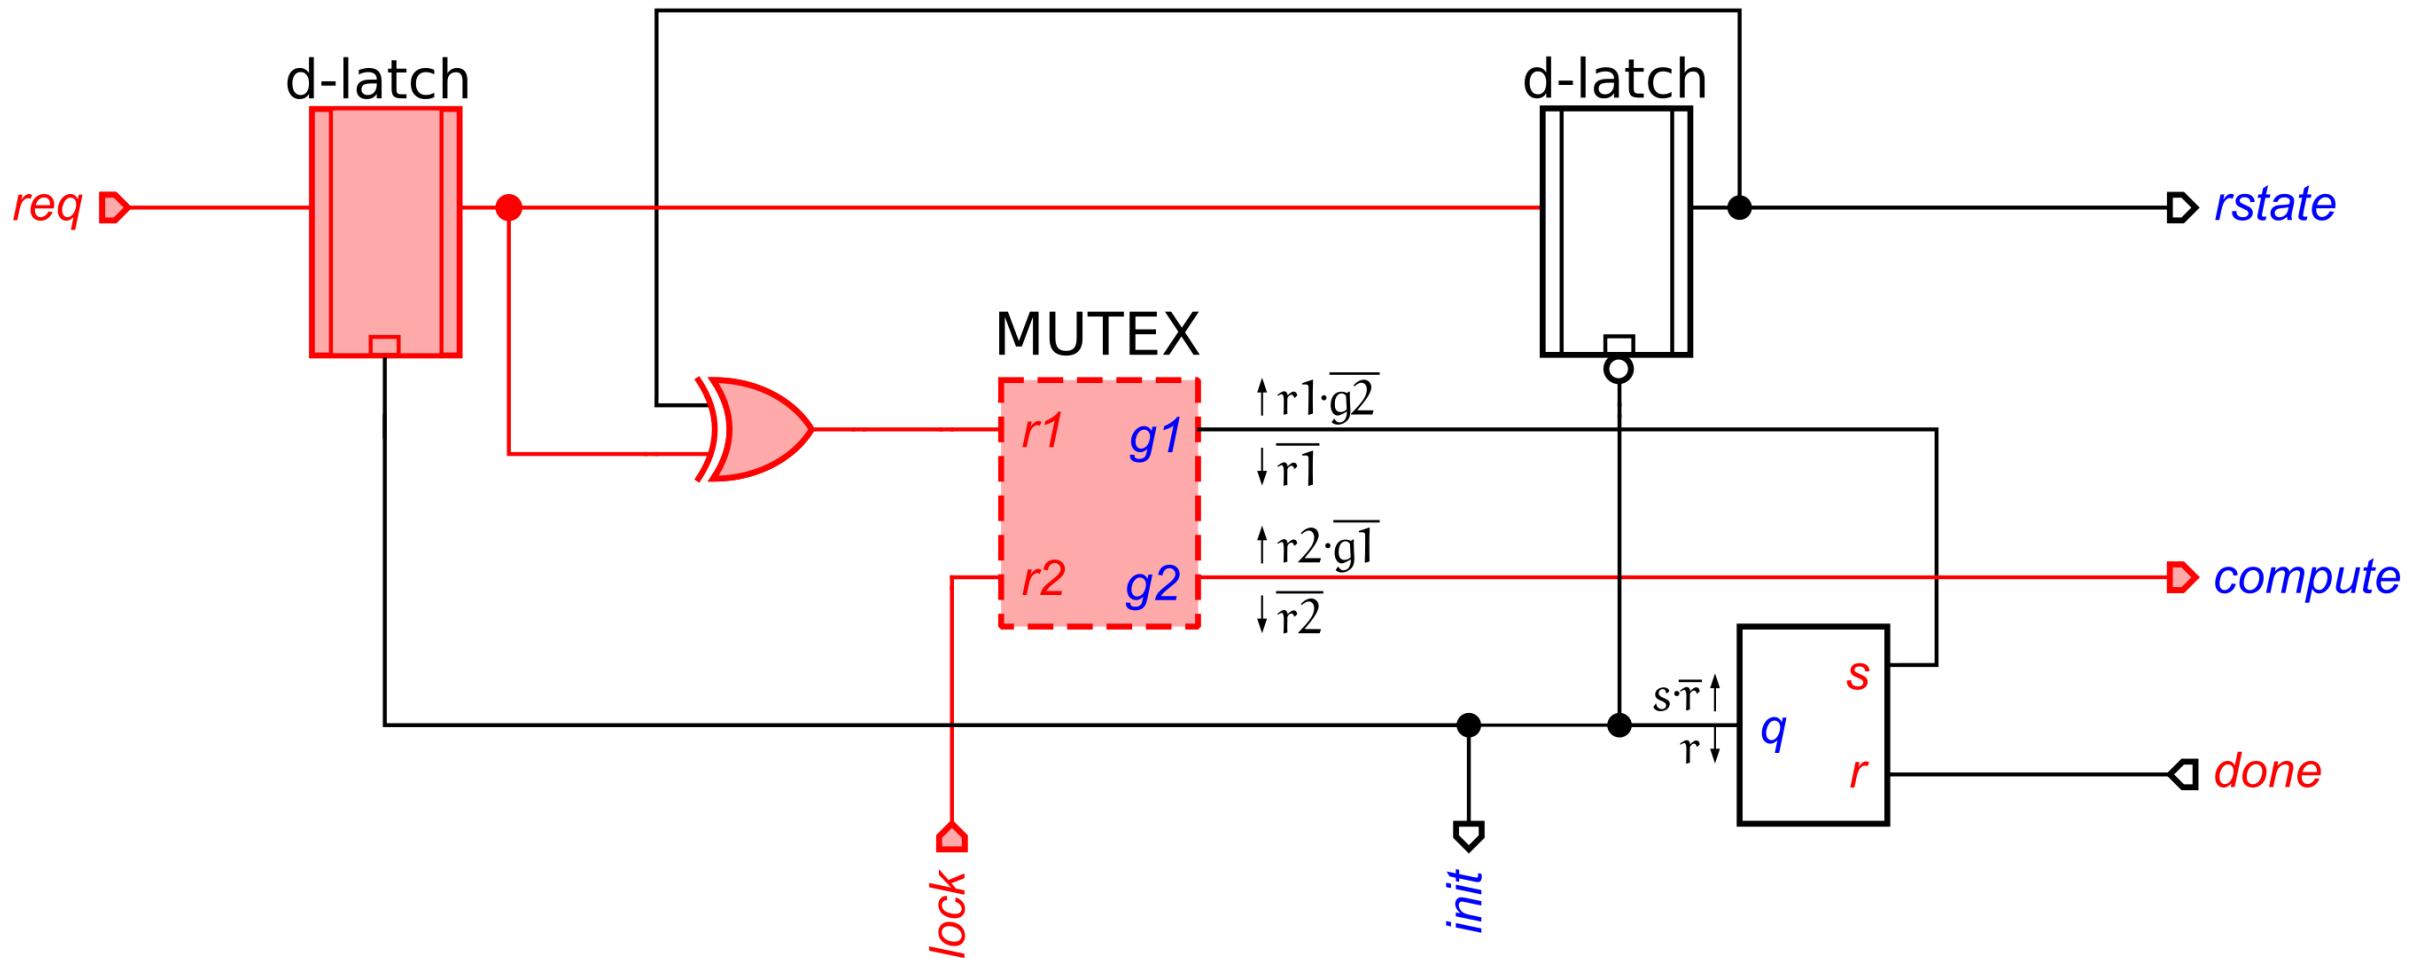 d-latch
d-latch
req
rstate
MUTEX
r1
g1
↑ r1·g2̅
↓ r1̅
r2
g2
↑ r2·g1̅
↓ r2̅
compute
s
s·r̅ ↑
q
r ↓
r
done
lock
init